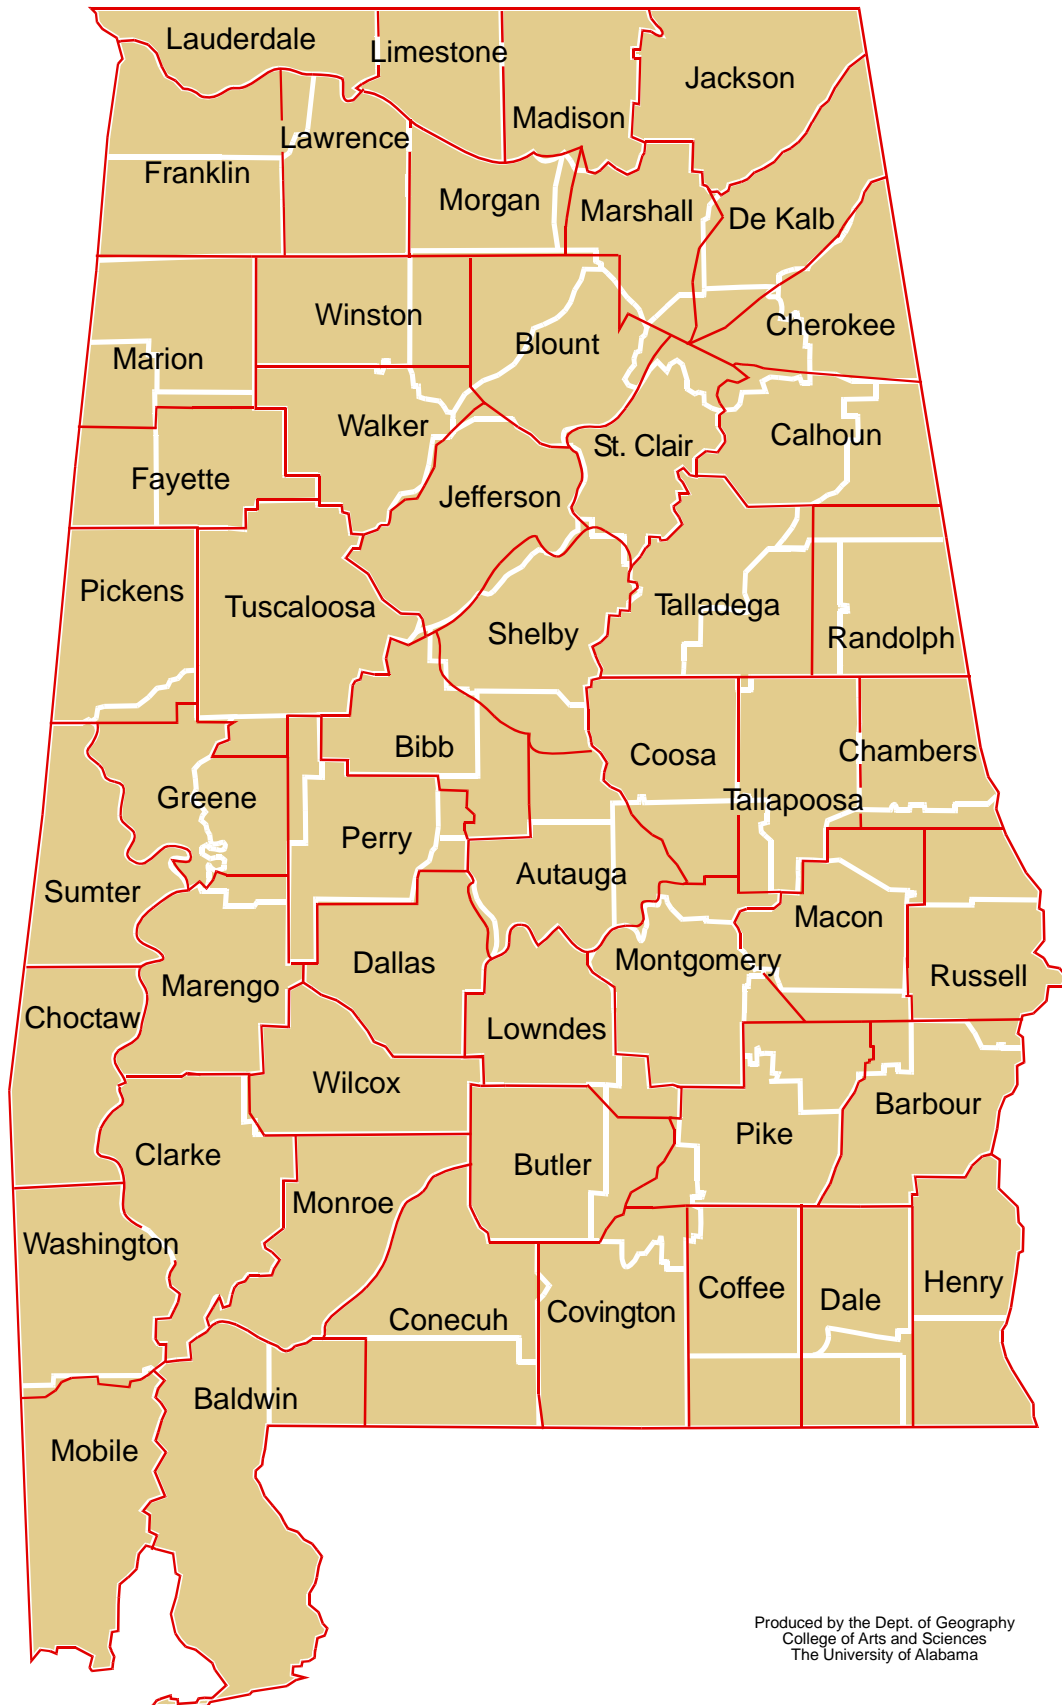 Lauderdale
Limestone
Jackson
Madison
Lawrence
Franklin
Morgan
Marshall
De Kalb
Winston
Cherokee
Blount
Marion
Walker
Calhoun
St. Clair
Fayette
Jefferson
Pickens
Tuscaloosa
Talladega
Shelby
Randolph
Bibb
Coosa
Chambers
Greene
Tallapoosa
Perry
Autauga
Sumter
Macon
Dallas
Montgomery
Marengo
Russell
Choctaw
Lowndes
Wilcox
Barbour
Pike
Clarke
Butler
Monroe
Washington
Coffee
Henry
Dale
Conecuh
Covington
Baldwin
Mobile
Produced by the Dept. of Geography
College of Arts and Sciences
The University of Alabama